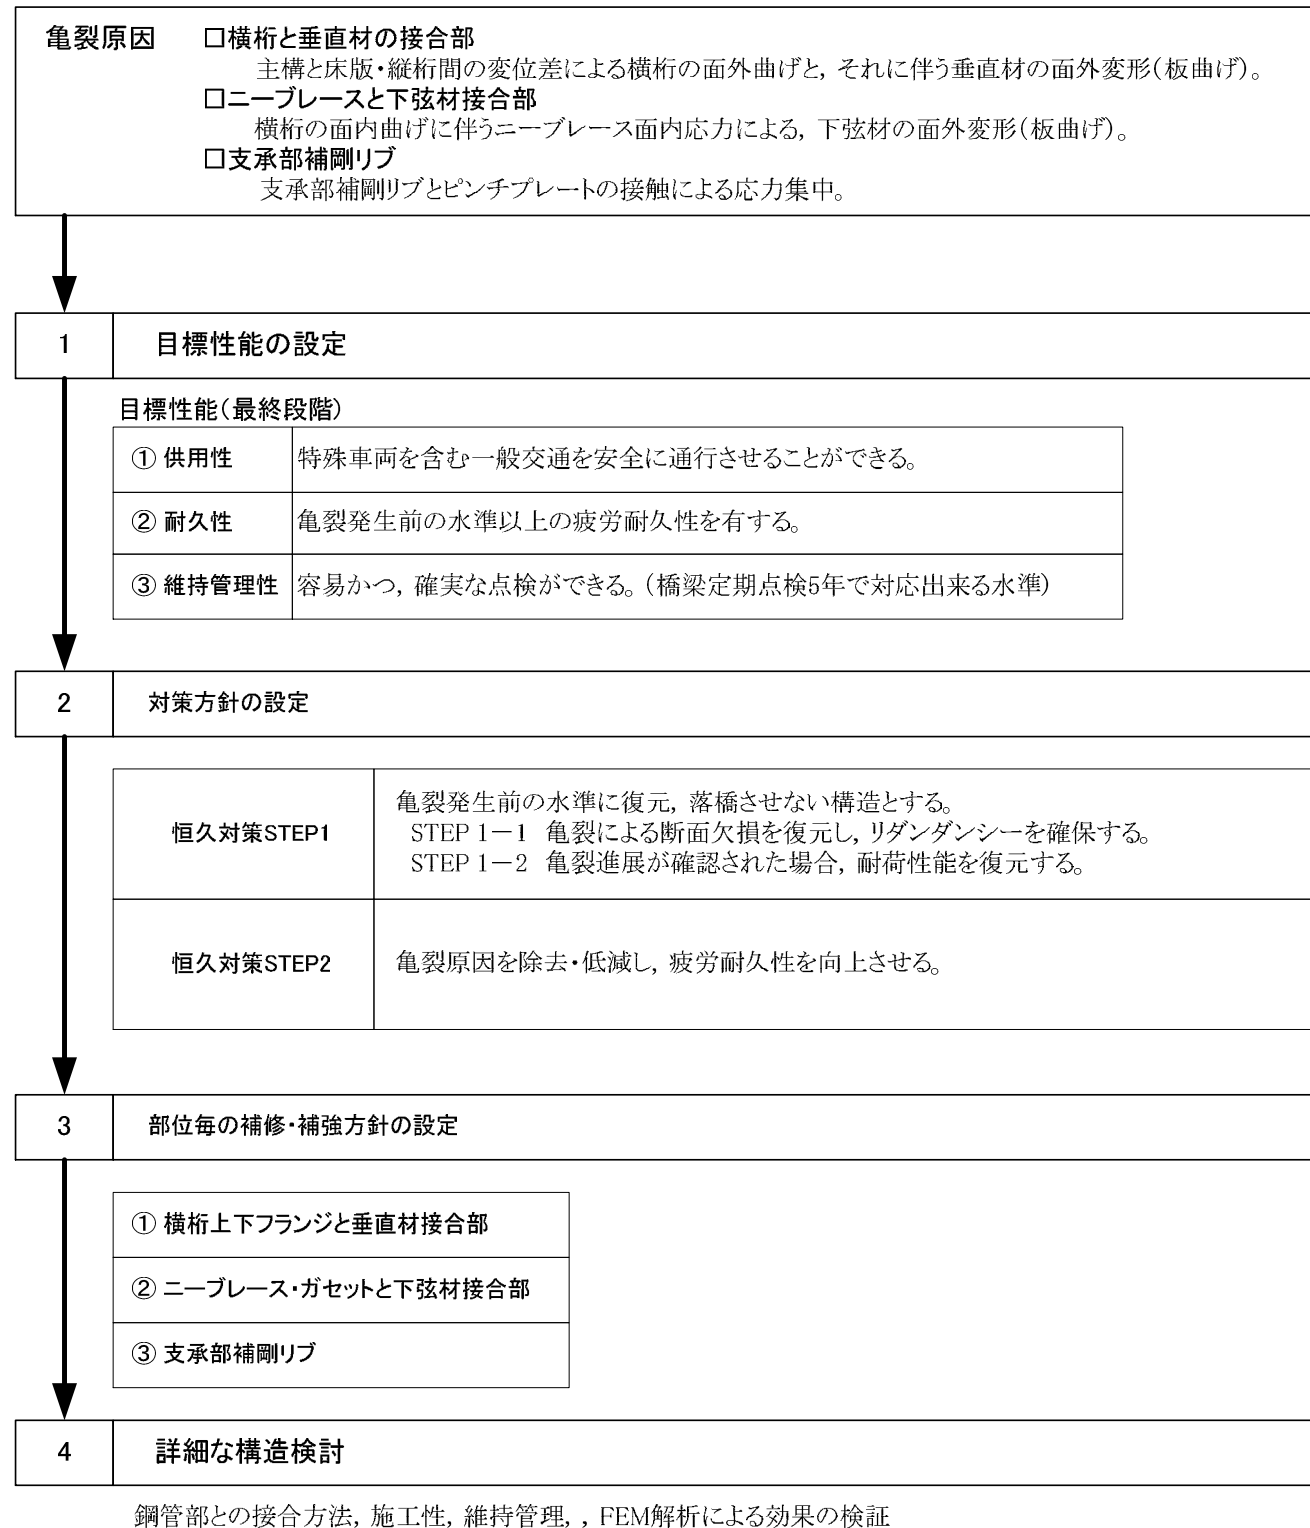 亀裂原因 □横桁と垂直材の接合部
主構と床版・縦桁間の変位差による横桁の面外曲げと, それに伴う垂直材の面外変形(板曲げ)。
□ニーブレースと下弦材接合部
横桁の面内曲げに伴うニーブレース面内応力による, 下弦材の面外変形(板曲げ)。
□支承部補剛リブ
支承部補剛リブとピンチプレートの接触による応力集中。
1 目標性能の設定
目標性能(最終段階)
① 供用性 特殊車両を含む一般交通を安全に通行させることができる。
② 耐久性 亀裂発生前の水準以上の疲労耐久性を有する。
③ 維持管理性 容易かつ, 確実な点検ができる。(橋梁定期点検5年で対応出来る水準)
2 対策方針の設定
亀裂発生前の水準に復元, 落橋させない構造とする。
恒久対策STEP1 STEP 1-1 亀裂による断面欠損を復元し, リダンダンシーを確保する。
STEP 1-2 亀裂進展が確認された場合, 耐荷性能を復元する。
恒久対策STEP2 亀裂原因を除去・低減し, 疲労耐久性を向上させる。
3 部位毎の補修・補強方針の設定
① 横桁上下フランジと垂直材接合部
② ニーブレース・ガセットと下弦材接合部
③ 支承部補剛リブ
4 詳細な構造検討
鋼管部との接合方法, 施工性, 維持管理, , FEM解析による効果の検証